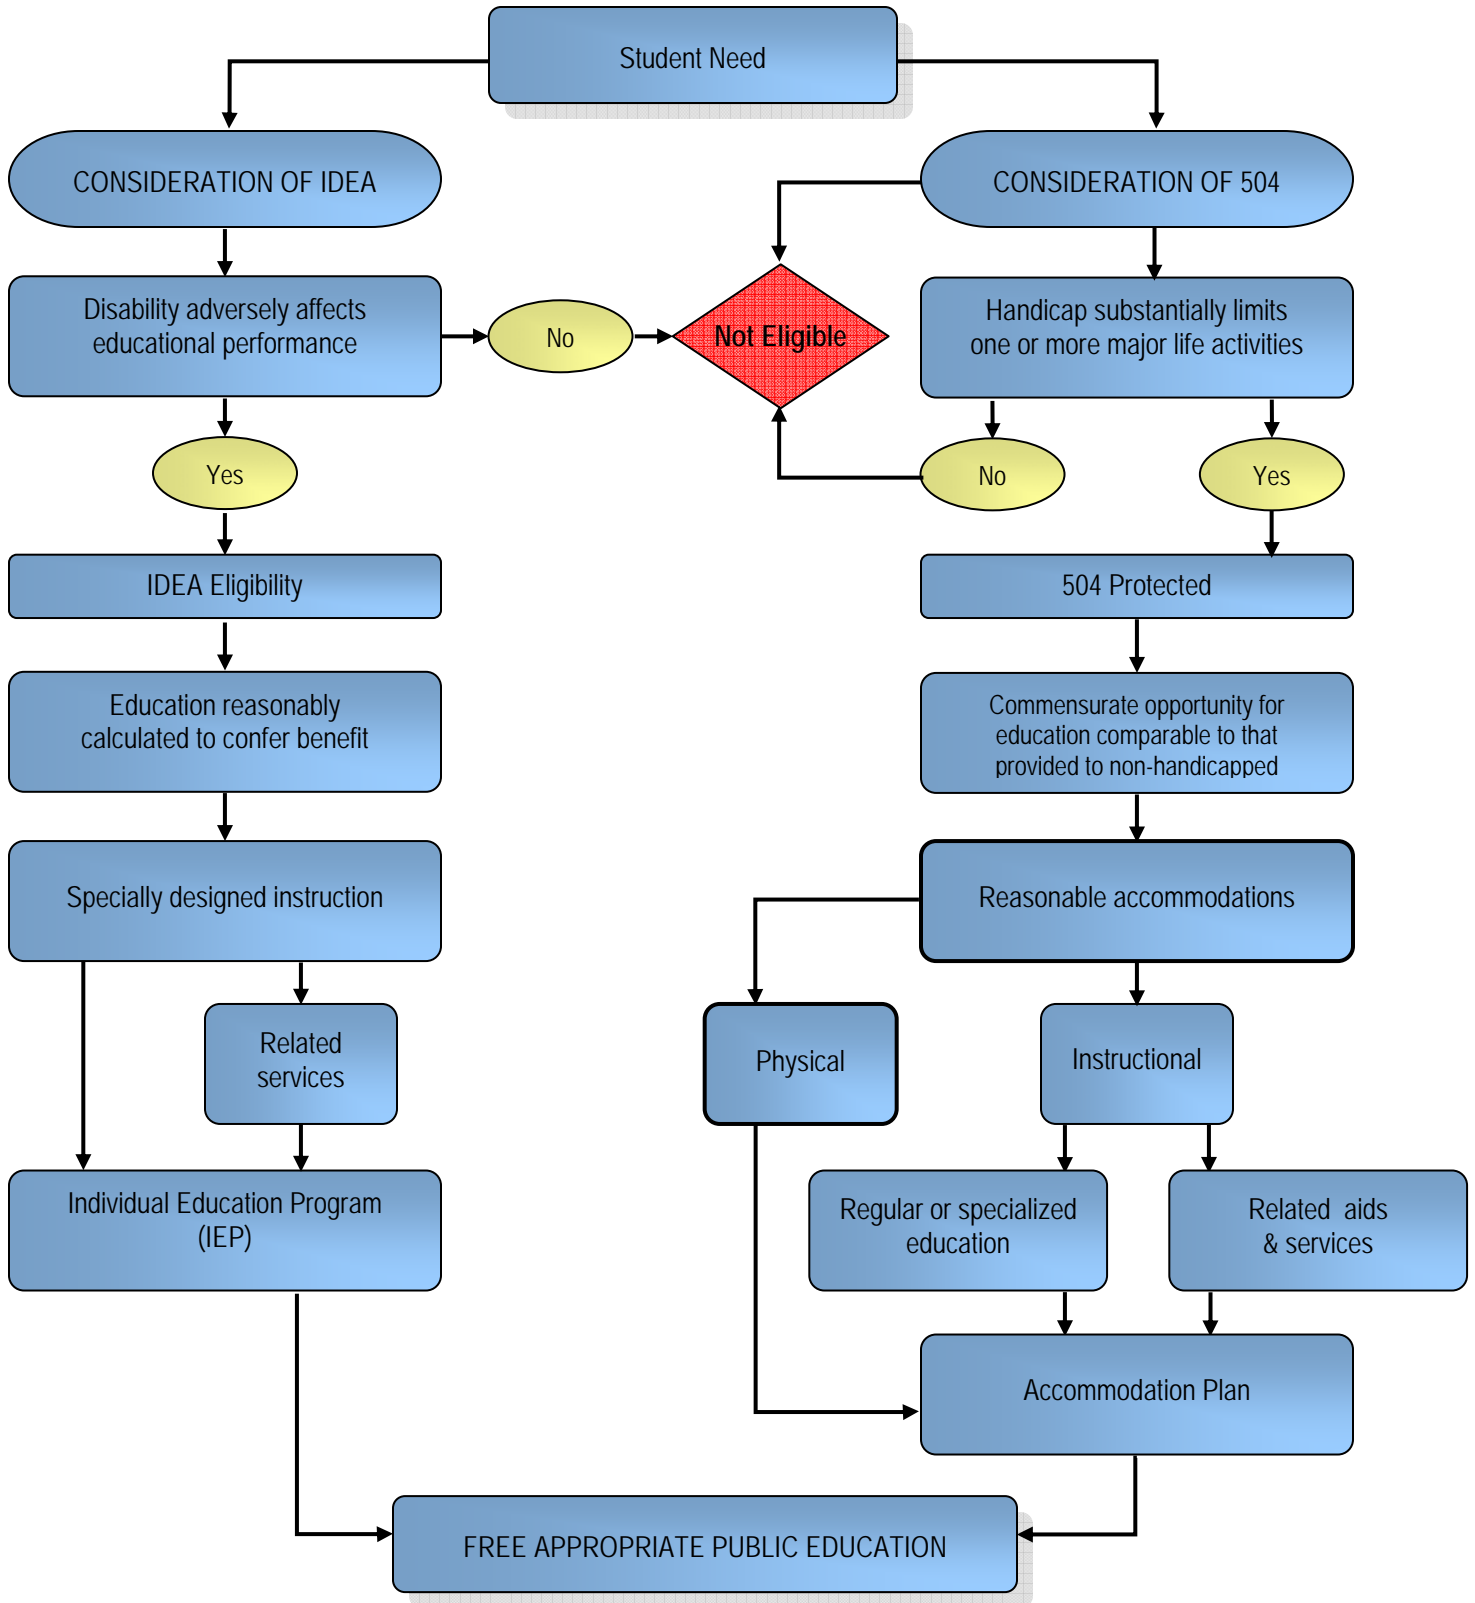 Student Need
CONSIDERATION OF IDEA
CONSIDERATION OF 504
Disability adversely affects
educational performance
No
Not Eligible
Handicap substantially limits
one or more major life activities
Yes
No
Yes
IDEA Eligibility
504 Protected
Education reasonably
calculated to confer benefit
Commensurate opportunity for
education comparable to that
provided to non-handicapped
Specially designed instruction
Reasonable accommodations
Related
services
Physical
Instructional
Individual Education Program
(IEP)
Regular or specialized
education
Related aids
& services
Accommodation Plan
FREE APPROPRIATE PUBLIC EDUCATION